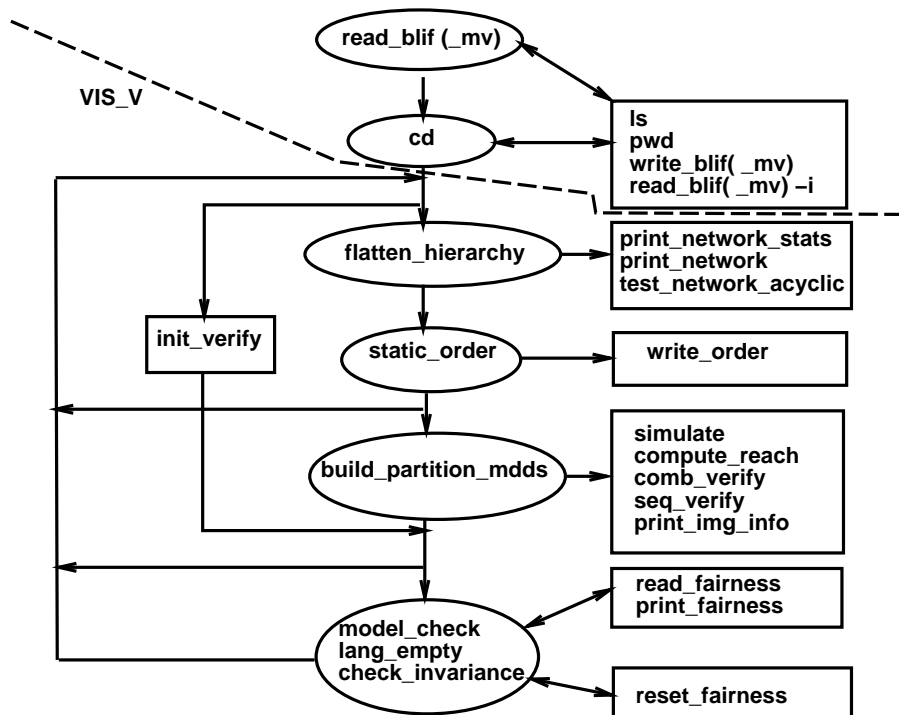 read_blif (_mv)
VIS_V
cd
ls
pwd
write_blif( _mv)
read_blif( _mv) –i
flatten_hierarchy
print_network_stats
print_network
test_network_acyclic
init_verify
static_order
write_order
build_partition_mdds
simulate
compute_reach
comb_verify
seq_verify
print_img_info
read_fairness
print_fairness
model_check
lang_empty
check_invariance
reset_fairness